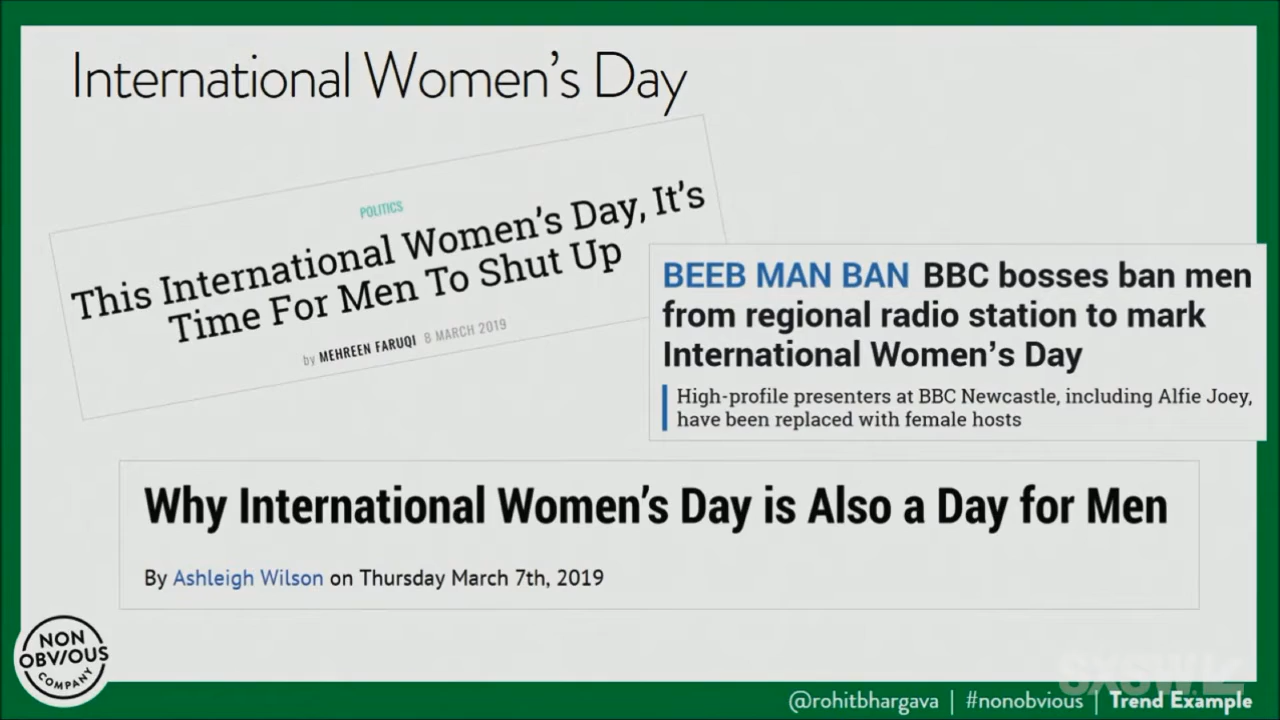 International Women's Day
POLITICS
This International Women's Day, It's
Time For Men To Shut Up
by MEHREEN FARUQI 8 MARCH 2019
BEEB MAN BAN BBC bosses ban men
from regional radio station to mark
International Women's Day
High-profile presenters at BBC Newcastle, including Alfie Joey,
have been replaced with female hosts
Why International Women's Day is Also a Day for Men
By Ashleigh Wilson on Thursday March 7th, 2019
NON
OBV/OUS
COMPANY
SXSW
@rohitbhargava | #nonobvious | Trend Example